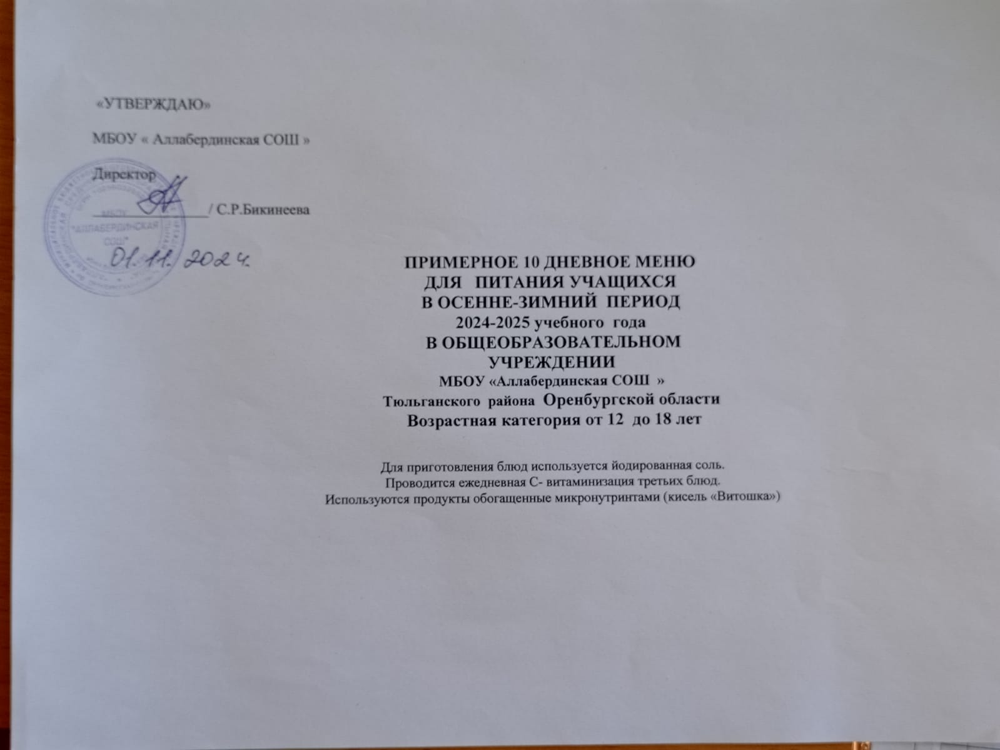 «УТВЕРЖДАЮ»
МБОУ « Аллабердинская СОШ »
Директор
/ С.Р.Бикинеева
МБОУ
"АЛЛАБЕРДИНСКАЯ
СОШ"
01.11. 2024.
ПРИМЕРНОЕ 10 ДНЕВНОЕ МЕНЮ
ДЛЯ ПИТАНИЯ УЧАЩИХСЯ
В ОСЕННЕ-ЗИМНИЙ ПЕРИОД
2024-2025 учебного года
В ОБЩЕОБРАЗОВАТЕЛЬНОМ
УЧРЕЖДЕНИИ
МБОУ «Аллабердинская СОШ »
Тюльганского района Оренбургской области
Возрастная категория от 12 до 18 лет
Для приготовления блюд используется йодированная соль.
Проводится ежедневная С- витаминизация третьих блюд.
Используются продукты обогащенные микронутринтами (кисель «Витошка»)